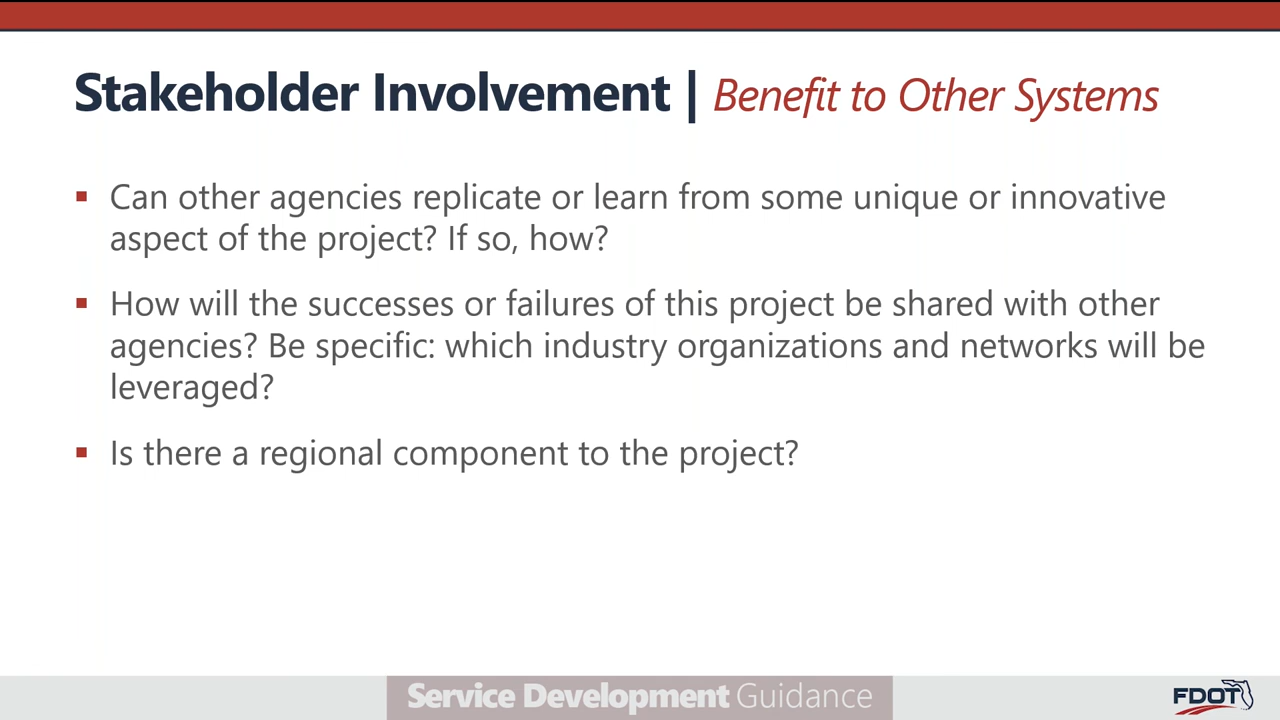 Stakeholder Involvement | Benefit to Other Systems
▪ Can other agencies replicate or learn from some unique or innovative
aspect of the project? If so, how?
▪ How will the successes or failures of this project be shared with other
agencies? Be specific: which industry organizations and networks will be
leveraged?
▪ Is there a regional component to the project?
Service Development Guidance
FDOT